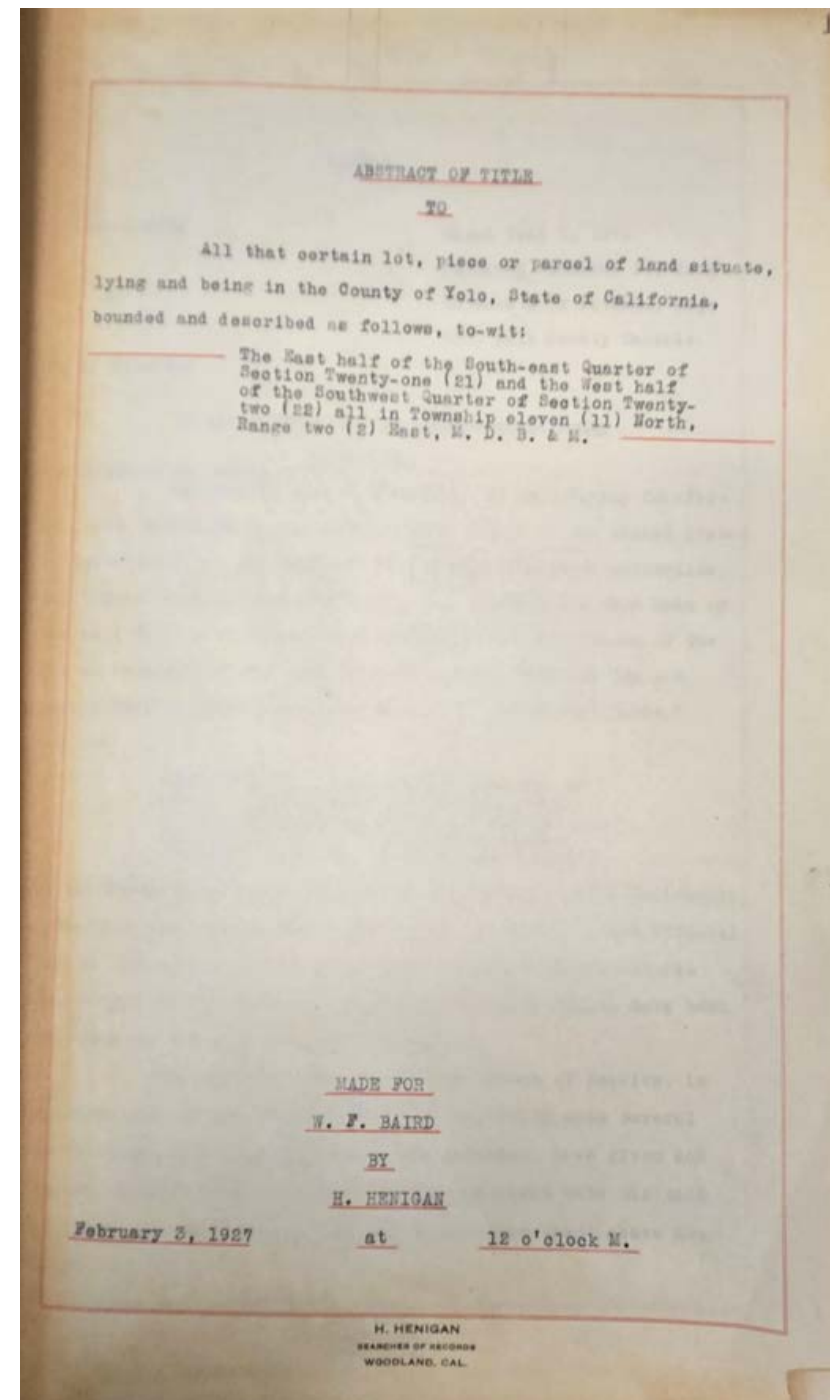 ABSTRACT OF TITLE
TO
All that certain lot, piece or parcel of land situate,
lying and being in the County of Yolo, State of California,
bounded and described as follows, to-wit:
The East half of the South-east Quarter of
Section Twenty-one (21) and the West half
of the Southwest Quarter of Section Twenty-
two (22) all in Township eleven (11) North,
Range two (2) East, M. D. B. & M.
MADE FOR
W. F. BAIRD
BY
H. HENIGAN
February 3, 1927 at 12 o'clock M.
H. HENIGAN
SEARCHER OF RECORDS
WOODLAND, CAL.